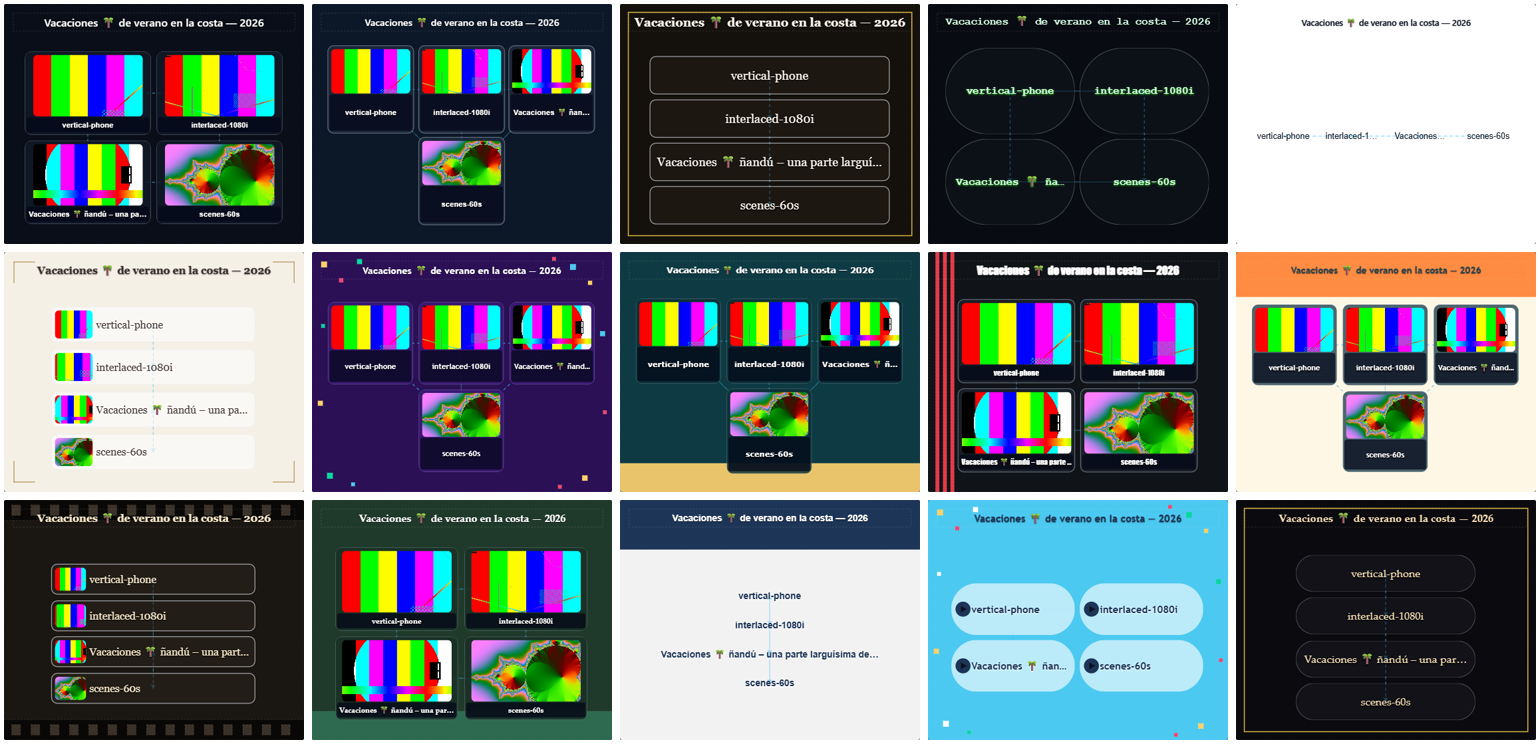 Vacaciones 🌴 de verano en la costa — 2026
vertical-phone
interlaced-1080i
Vacaciones 🌴 ñandú – una pa...
scenes-60s
Vacaciones 🌴 de verano en la costa — 2026
vertical-phone
interlaced-1080i
Vacaciones 🌴 ñan...
scenes-60s
Vacaciones 🌴 de verano en la costa — 2026
vertical-phone
interlaced-1080i
Vacaciones 🌴 ñandú – una parte larguí...
scenes-60s
Vacaciones 🌴 de verano en la costa — 2026
vertical-phone
interlaced-1080i
Vacaciones 🌴 ña...
scenes-60s
Vacaciones 🌴 de verano en la costa — 2026
vertical-phone
interlaced-1...
Vacaciones...
scenes-60s
Vacaciones 🌴 de verano en la costa — 2026
vertical-phone
interlaced-1080i
Vacaciones 🌴 ñandú – una pa...
scenes-60s
Vacaciones 🌴 de verano en la costa — 2026
vertical-phone
interlaced-1080i
Vacaciones 🌴 ñand...
scenes-60s
Vacaciones 🌴 de verano en la costa — 2026
vertical-phone
interlaced-1080i
Vacaciones 🌴 ñ...
scenes-60s
Vacaciones 🌴 de verano en la costa — 2026
vertical-phone
interlaced-1080i
Vacaciones 🌴 ñandú – una parte ...
scenes-60s
Vacaciones 🌴 de verano en la costa — 2026
vertical-phone
interlaced-1080i
Vacaciones 🌴 ñand...
scenes-60s
Vacaciones 🌴 de verano en la costa — 2026
vertical-phone
interlaced-1080i
Vacaciones 🌴 ñandú – una part...
scenes-60s
Vacaciones 🌴 de verano en la costa — 2026
vertical-phone
interlaced-1080i
Vacaciones 🌴 ñandú – una par...
scenes-60s
Vacaciones 🌴 de verano en la costa — 2026
vertical-phone
interlaced-1080i
Vacaciones 🌴 ñandú – una parte larguísima de...
scenes-60s
Vacaciones 🌴 de verano en la costa — 2026
vertical-phone
interlaced-1080i
Vacaciones 🌴 ñan...
scenes-60s
Vacaciones 🌴 de verano en la costa — 2026
vertical-phone
interlaced-1080i
Vacaciones 🌴 ñandú – una par...
scenes-60s